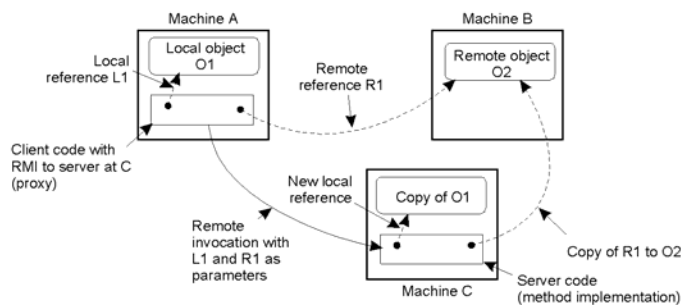 Machine A
Machine B
Local object
O1
Local
reference L1
Remote
reference R1
Remote object
O2
Client code with
RMI to server at C
(proxy)
New local
reference
Copy of O1
Remote
invocation with
L1 and R1 as
parameters
Copy of R1 to O2
Machine C
Server code
(method implementation)